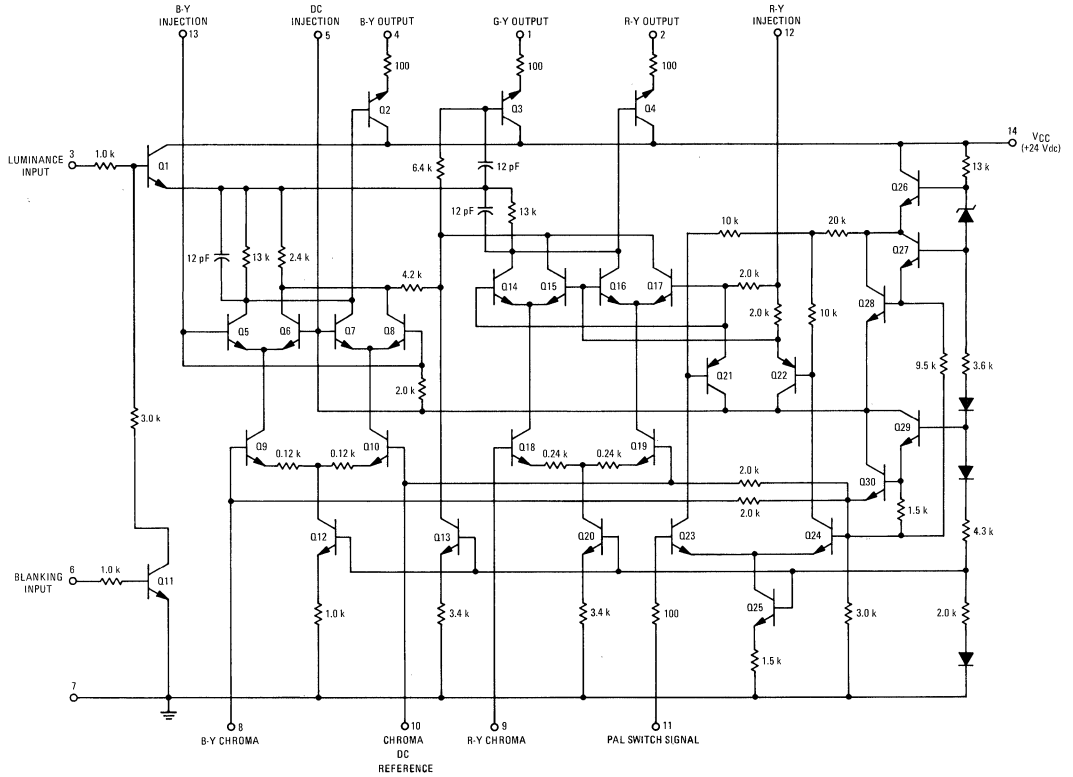 B-Y INJECTION 13
DC INJECTION 5
B-Y OUTPUT 4
G-Y OUTPUT 1
R-Y OUTPUT 2
R-Y INJECTION 12
100
100
100
Q2
Q3
Q4
14 VCC (+24 Vdc)
LUMINANCE INPUT 3
1.0 k
Q1
6.4 k
12 pF
13 k
Q26
12 pF
13 k
10 k
20 k
Q27
12 pF
13 k
2.4 k
4.2 k
Q14
Q15
Q16
Q17
2.0 k
2.0 k
10 k
Q28
Q5
Q6
Q7
Q8
9.5 k
3.6 k
2.0 k
Q21
Q22
3.0 k
Q29
Q9
0.12 k
0.12 k
Q10
Q18
0.24 k
0.24 k
Q19
2.0 k
2.0 k
Q30
1.5 k
4.3 k
Q12
Q13
Q20
Q23
Q24
BLANKING INPUT 6
1.0 k
Q11
Q25
1.0 k
3.4 k
3.4 k
100
3.0 k
2.0 k
1.5 k
7
8
B-Y CHROMA
10
CHROMA DC REFERENCE
9
R-Y CHROMA
11
PAL SWITCH SIGNAL